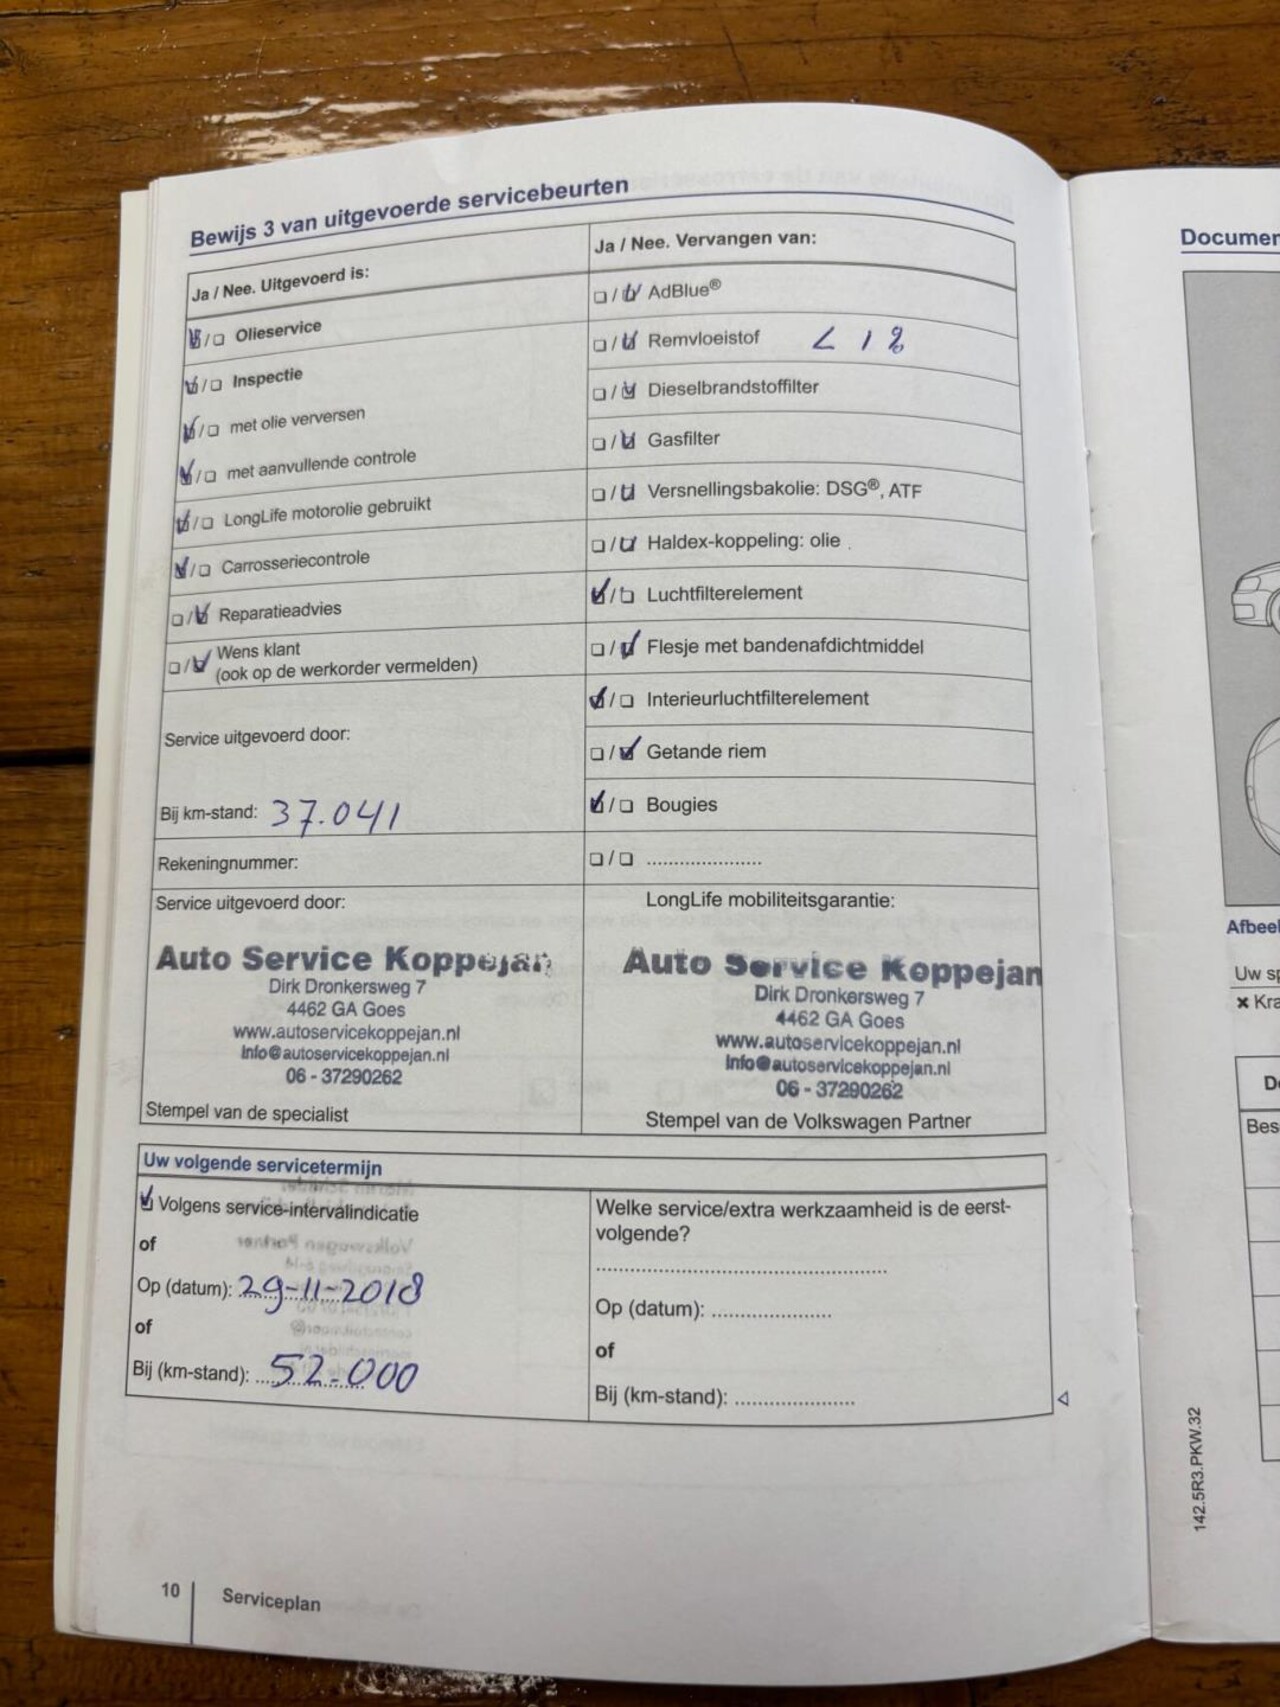 Bewijs 3 van uitgevoerde servicebeurten
Ja / Nee. Uitgevoerd is:
Olieservice
Inspectie
met olie verversen
met aanvullende controle
LongLife motorolie gebruikt
Carrosseriecontrole
Reparatieadvies
Wens klant
(ook op de werkorder vermelden)
Service uitgevoerd door:
Bij km-stand: 37.041
Rekeningnummer:
Ja / Nee. Vervangen van:
AdBlue®
Remvloeistof < 1%
Dieselbrandstoffilter
Gasfilter
Versnellingsbakolie: DSG®, ATF
Haldex-koppeling: olie
Luchtfilterelement
Flesje met bandenafdichtmiddel
Interieurluchtfilterelement
Getande riem
Bougies
.....................
Service uitgevoerd door:
Auto Service Koppejan
Dirk Dronkersweg 7
4462 GA Goes
www.autoservicekoppejan.nl
Info@autoservicekoppejan.nl
06 - 37290262
Stempel van de specialist
LongLife mobiliteitsgarantie:
Auto Service Koppejan
Dirk Dronkersweg 7
4462 GA Goes
www.autoservicekoppejan.nl
Info@autoservicekoppejan.nl
06 - 37290262
Stempel van de Volkswagen Partner
Uw volgende servicetermijn
Volgens service-intervalindicatie
of
Op (datum): 29-11-2018
of
Bij (km-stand): 52.000
Welke service/extra werkzaamheid is de eerst-
volgende?
Op (datum): .....................
of
Bij (km-stand): .....................
10 Serviceplan
Documen
Afbeel
Uw sp
× Kra
De
Bes
142.5R3.PKW.32